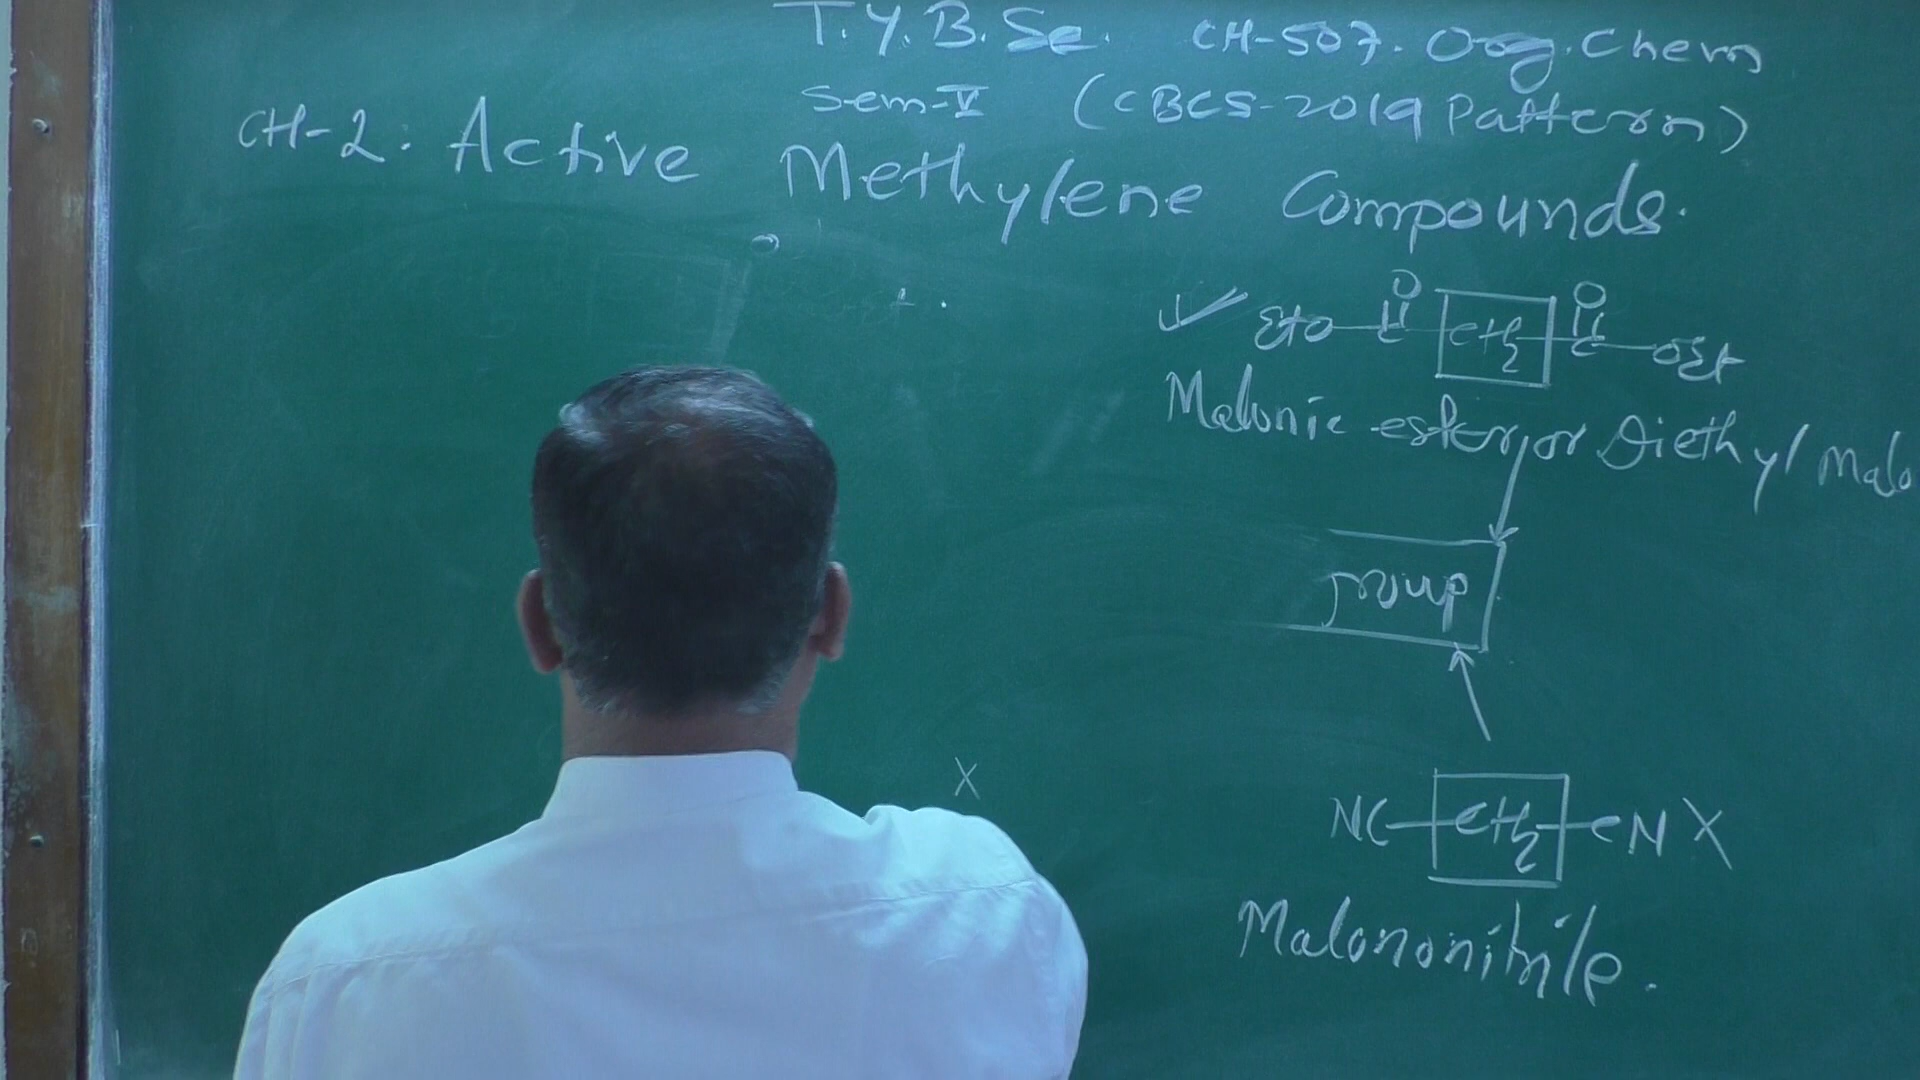 T.Y.B.Sc. CH-507. Org. Chem
Sem-V (CBCS-2019 Pattern)
CH-2: Active Methylene Compounds.
O O
✓ EtO—C—CH2—C—OEt
Malonic ester or Diethyl Malo
group
X
NC—CH2—CN X
Malononitrile.